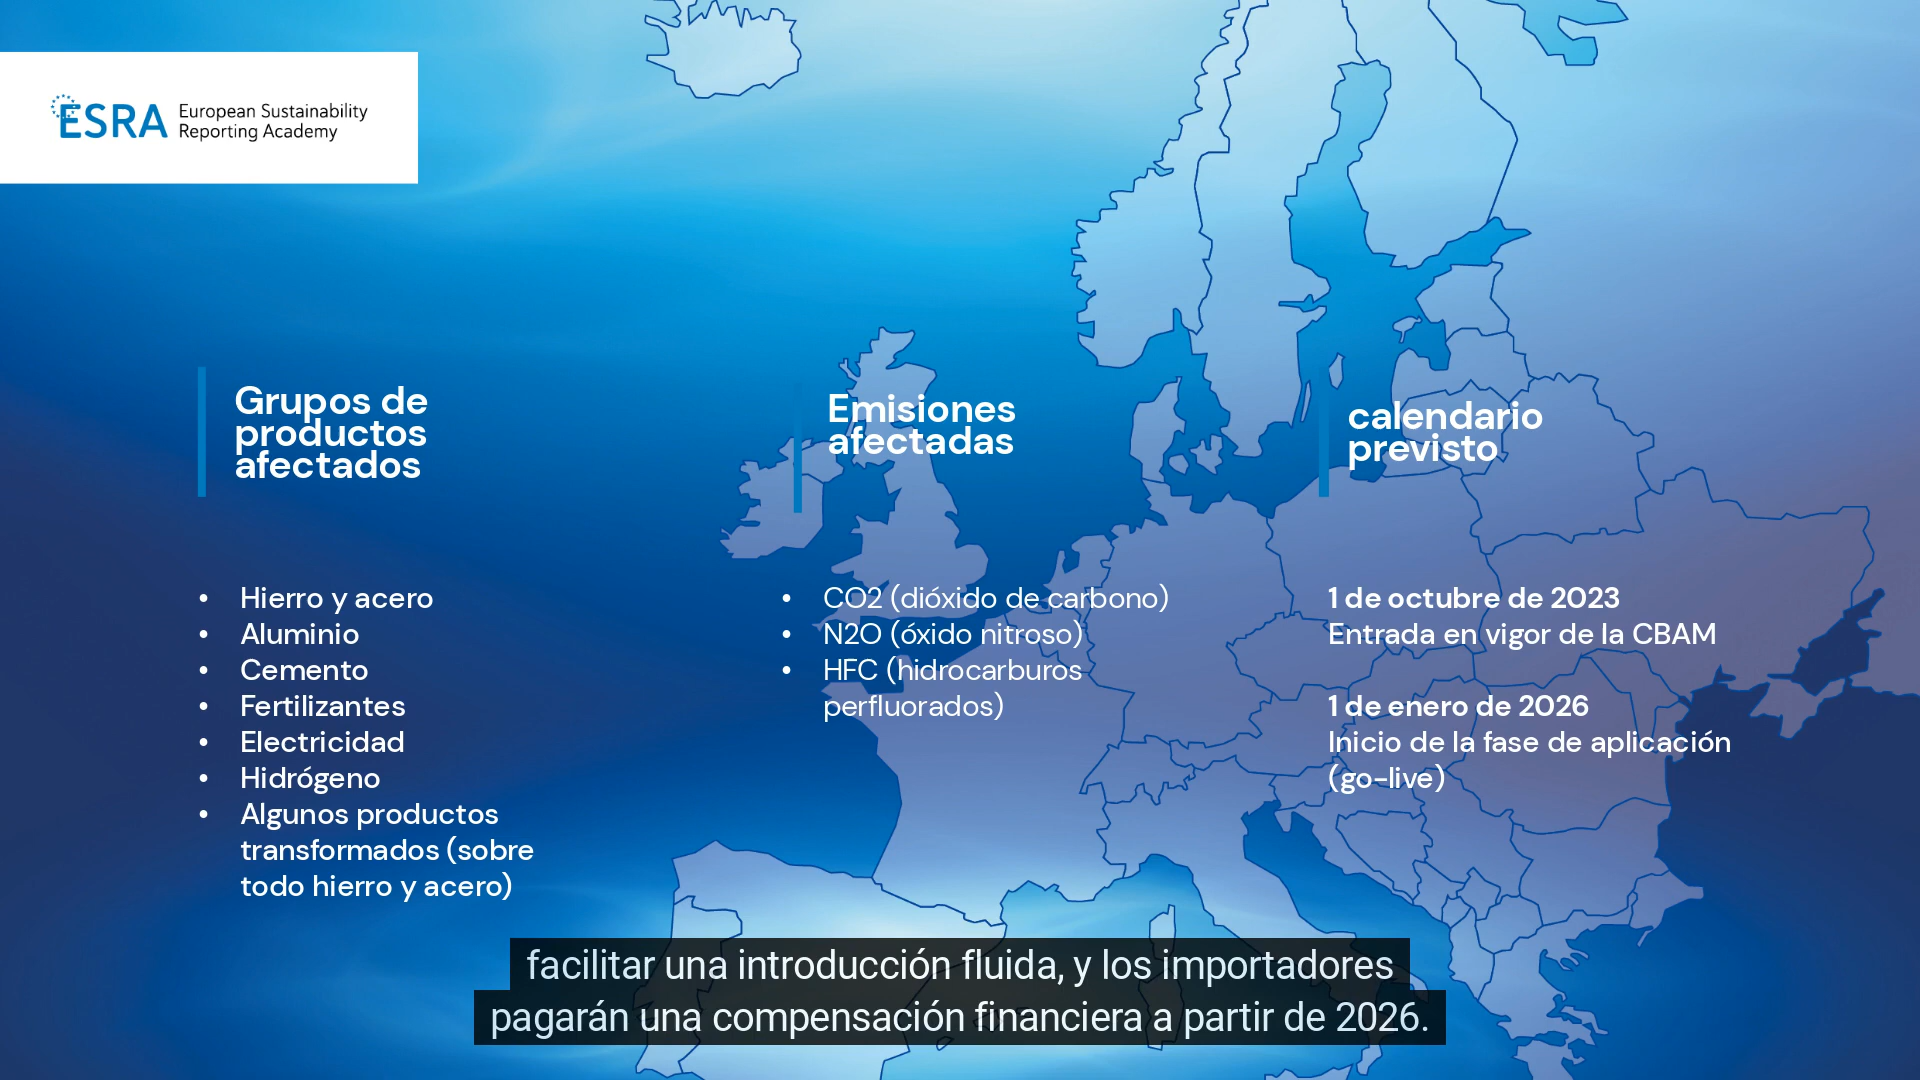 ESRA European Sustainability
Reporting Academy
Grupos de
productos
afectados
• Hierro y acero
• Aluminio
• Cemento
• Fertilizantes
• Electricidad
• Hidrógeno
• Algunos productos
transformados (sobre
todo hierro y acero)
Emisiones
afectadas
• CO2 (dióxido de carbono)
• N2O (óxido nitroso)
• HFC (hidrocarburos
perfluorados)
calendario
previsto
1 de octubre de 2023
Entrada en vigor de la CBAM
1 de enero de 2026
Inicio de la fase de aplicación
(go-live)
facilitar una introducción fluida, y los importadores
pagarán una compensación financiera a partir de 2026.